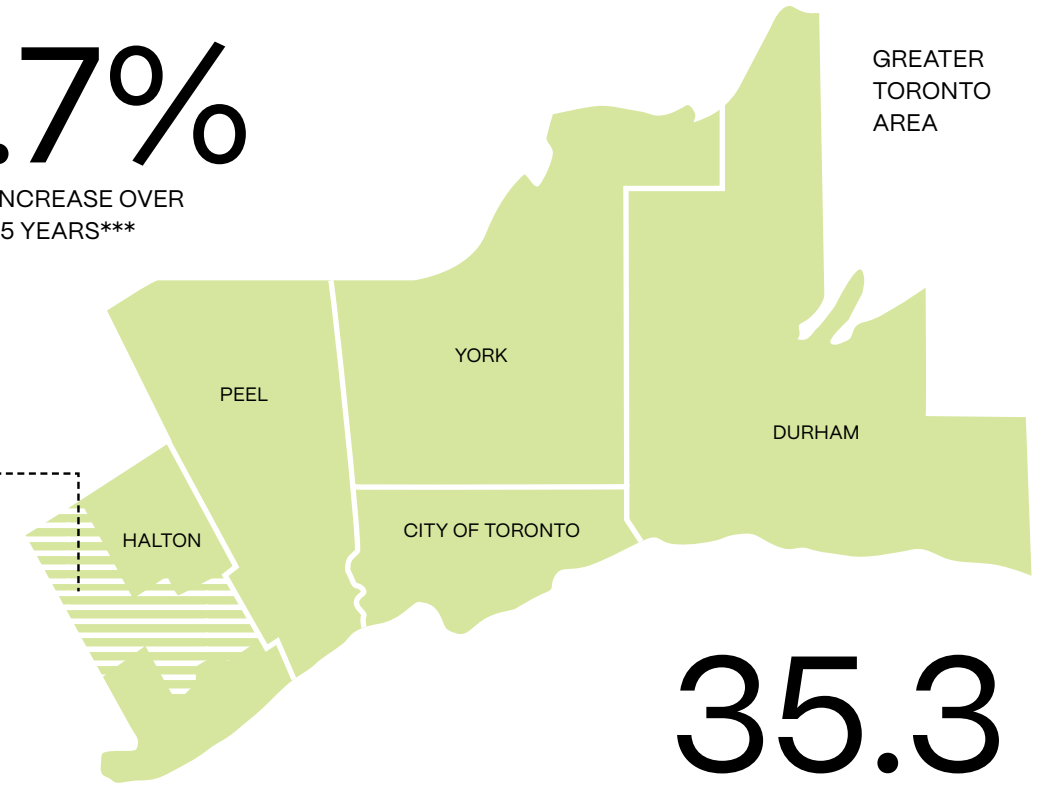 .7%
NCREASE OVER
5 YEARS***
GREATER
TORONTO
AREA
YORK
PEEL
DURHAM
CITY OF TORONTO
HALTON
35.3